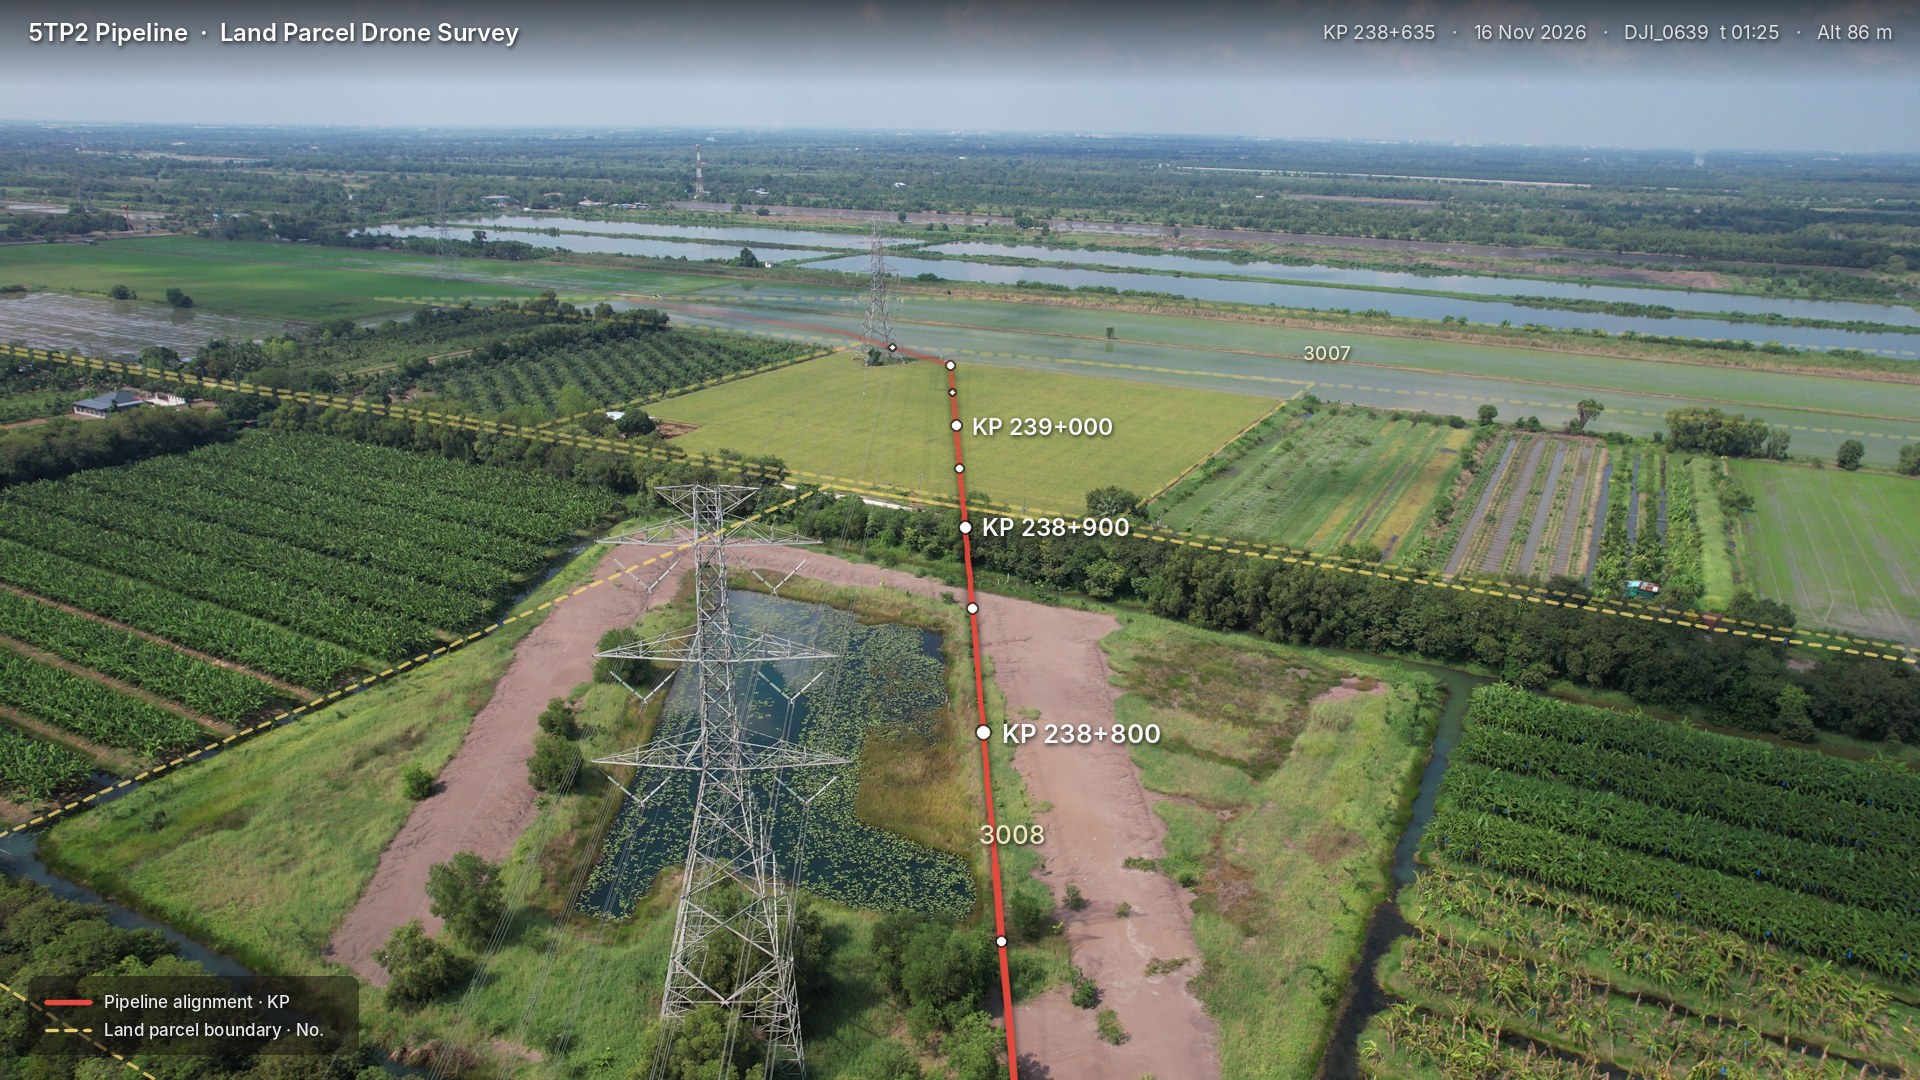 5TP2 Pipeline · Land Parcel Drone Survey
KP 238+635 · 16 Nov 2026 · DJI_0639 t 01:25 · Alt 86 m
3007
KP 239+000
KP 238+900
KP 238+800
3008
Pipeline alignment · KP
Land parcel boundary · No.